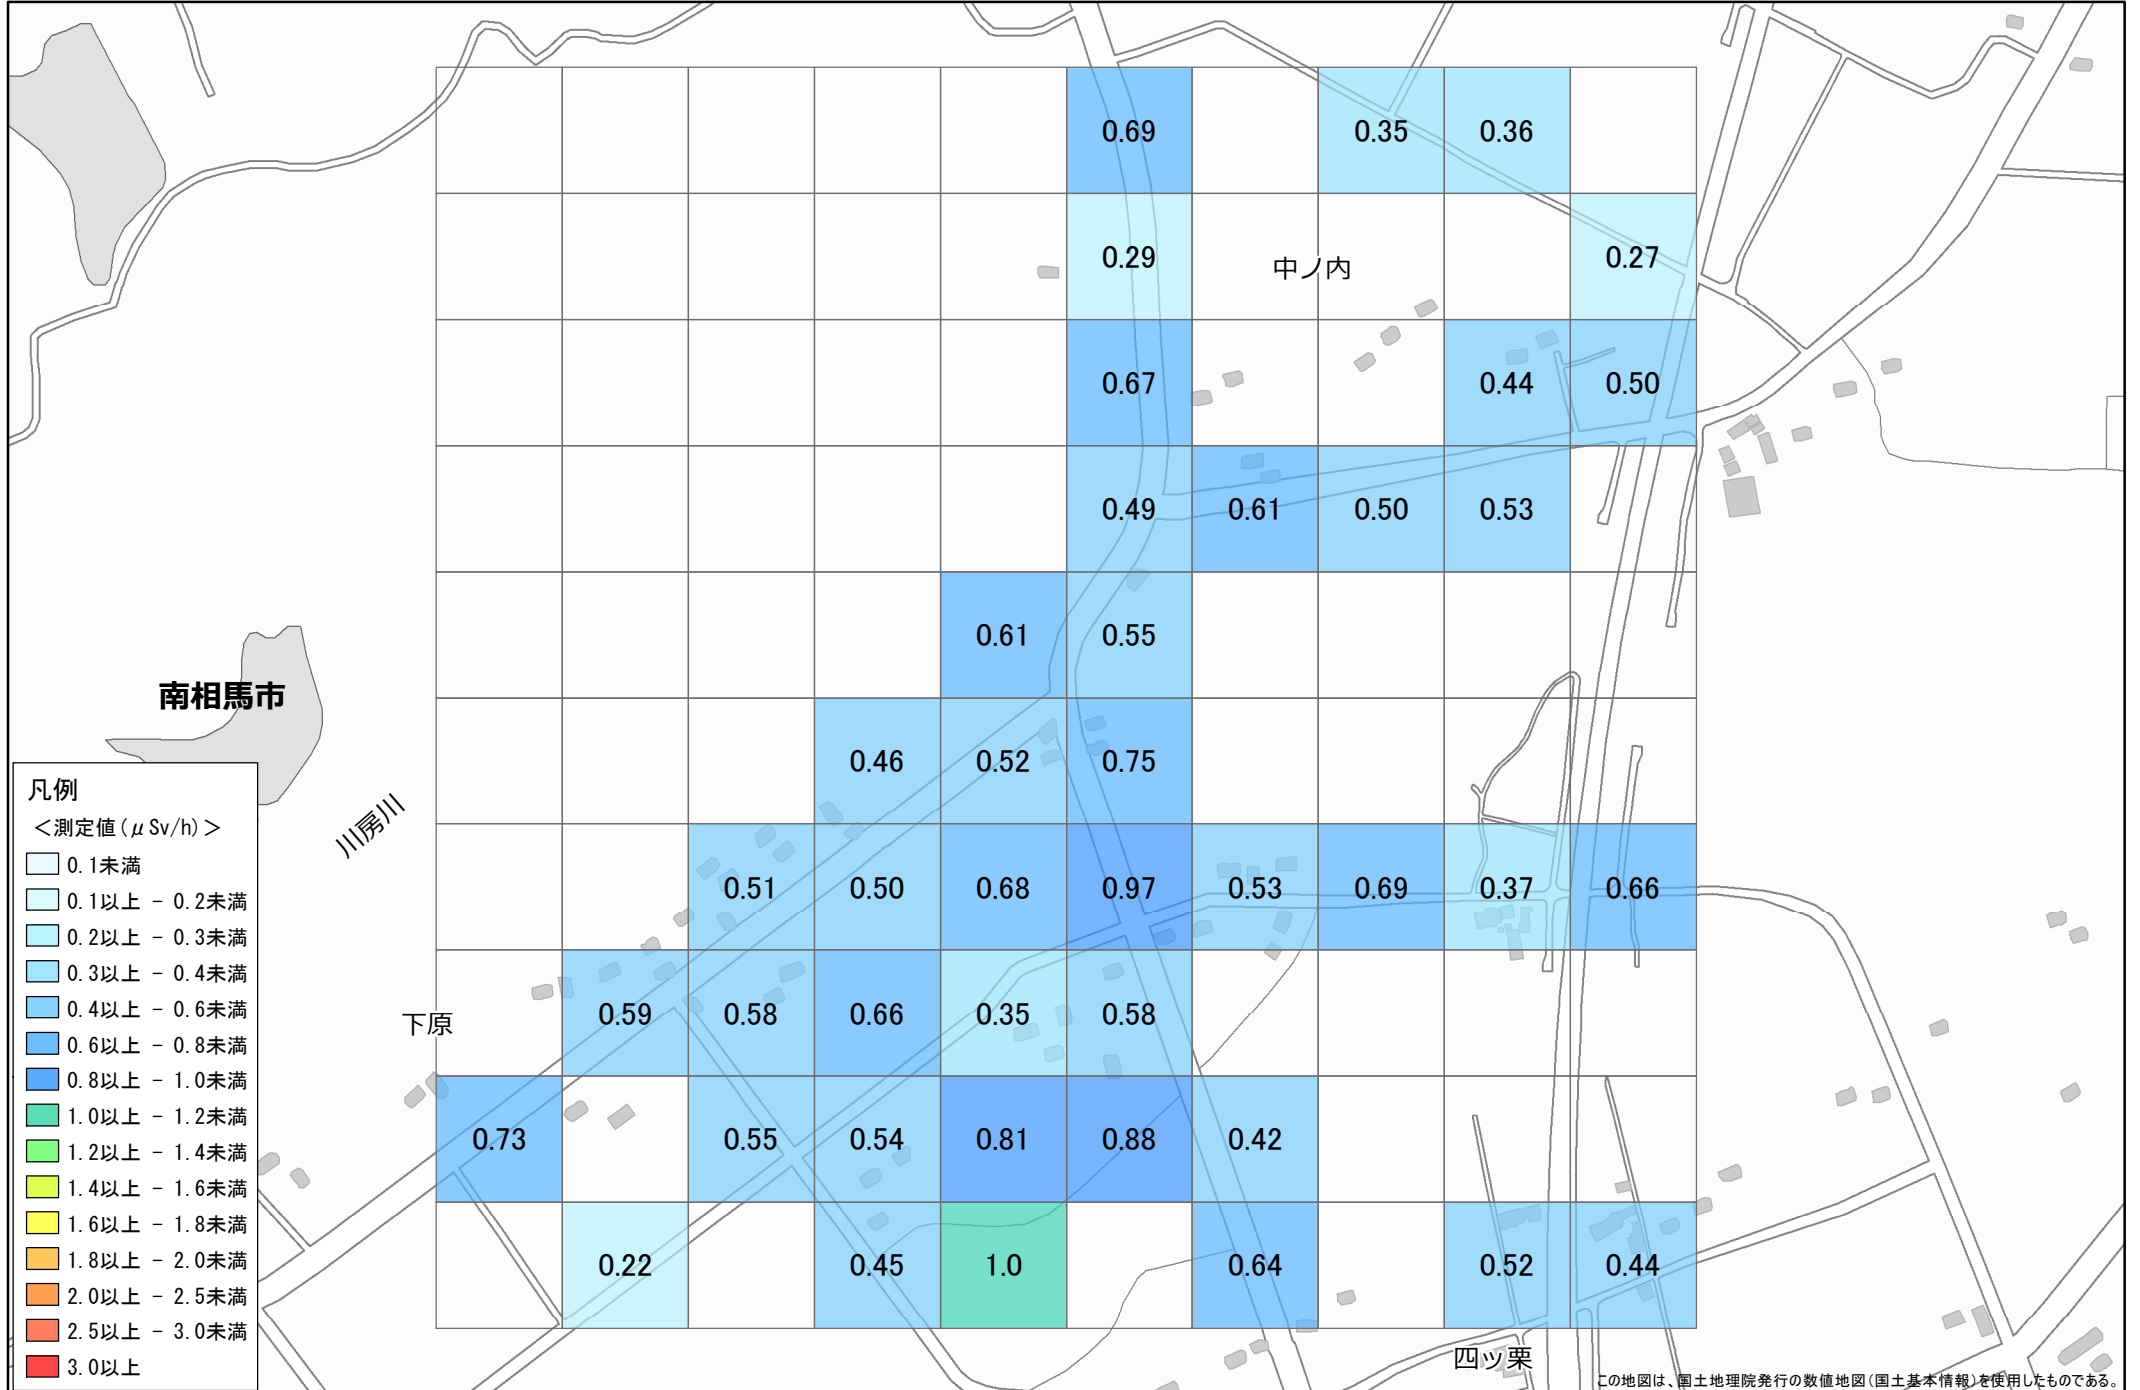 0.69 0.35 0.36
0.29 中ノ内 0.27
0.67 0.44 0.50
0.49 0.61 0.50 0.53
0.61 0.55
南相馬市
0.46 0.52 0.75
川房川
0.51 0.50 0.68 0.97 0.53 0.69 0.37 0.66
下原 0.59 0.58 0.66 0.35 0.58
0.73 0.55 0.54 0.81 0.88 0.42
0.22 0.45 1.0 0.64 0.52 0.44
四ッ栗
凡例
＜測定値(μSv/h)＞
0.1未満
0.1以上 - 0.2未満
0.2以上 - 0.3未満
0.3以上 - 0.4未満
0.4以上 - 0.6未満
0.6以上 - 0.8未満
0.8以上 - 1.0未満
1.0以上 - 1.2未満
1.2以上 - 1.4未満
1.4以上 - 1.6未満
1.6以上 - 1.8未満
1.8以上 - 2.0未満
2.0以上 - 2.5未満
2.5以上 - 3.0未満
3.0以上
この地図は、国土地理院発行の数値地図(国土基本情報)を使用したものである。